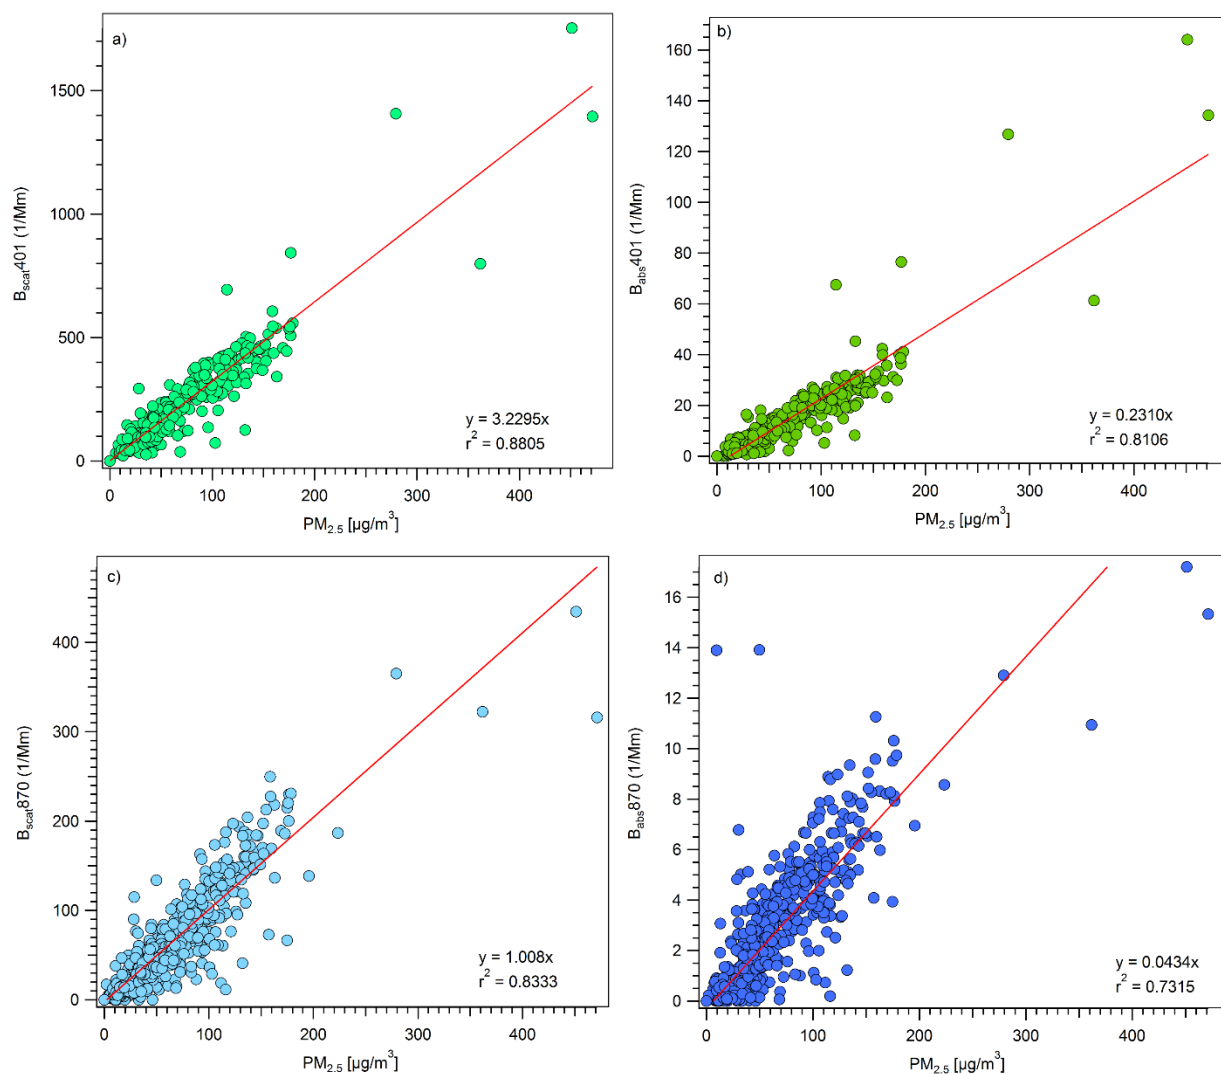 a)
1500
1000
500
0
B_scat401 (1/Mm)
y = 3.2295x
r² = 0.8805
0
100
200
300
400
PM₂.₅ [µg/m³]
b)
160
140
120
100
80
60
40
20
0
B_abs401 (1/Mm)
y = 0.2310x
r² = 0.8106
0
100
200
300
400
PM₂.₅ [µg/m³]
c)
400
300
200
100
0
B_scat870 (1/Mm)
y = 1.008x
r² = 0.8333
0
100
200
300
400
PM₂.₅ [µg/m³]
d)
16
14
12
10
8
6
4
2
0
B_abs870 (1/Mm)
y = 0.0434x
r² = 0.7315
0
100
200
300
400
PM₂.₅ [µg/m³]